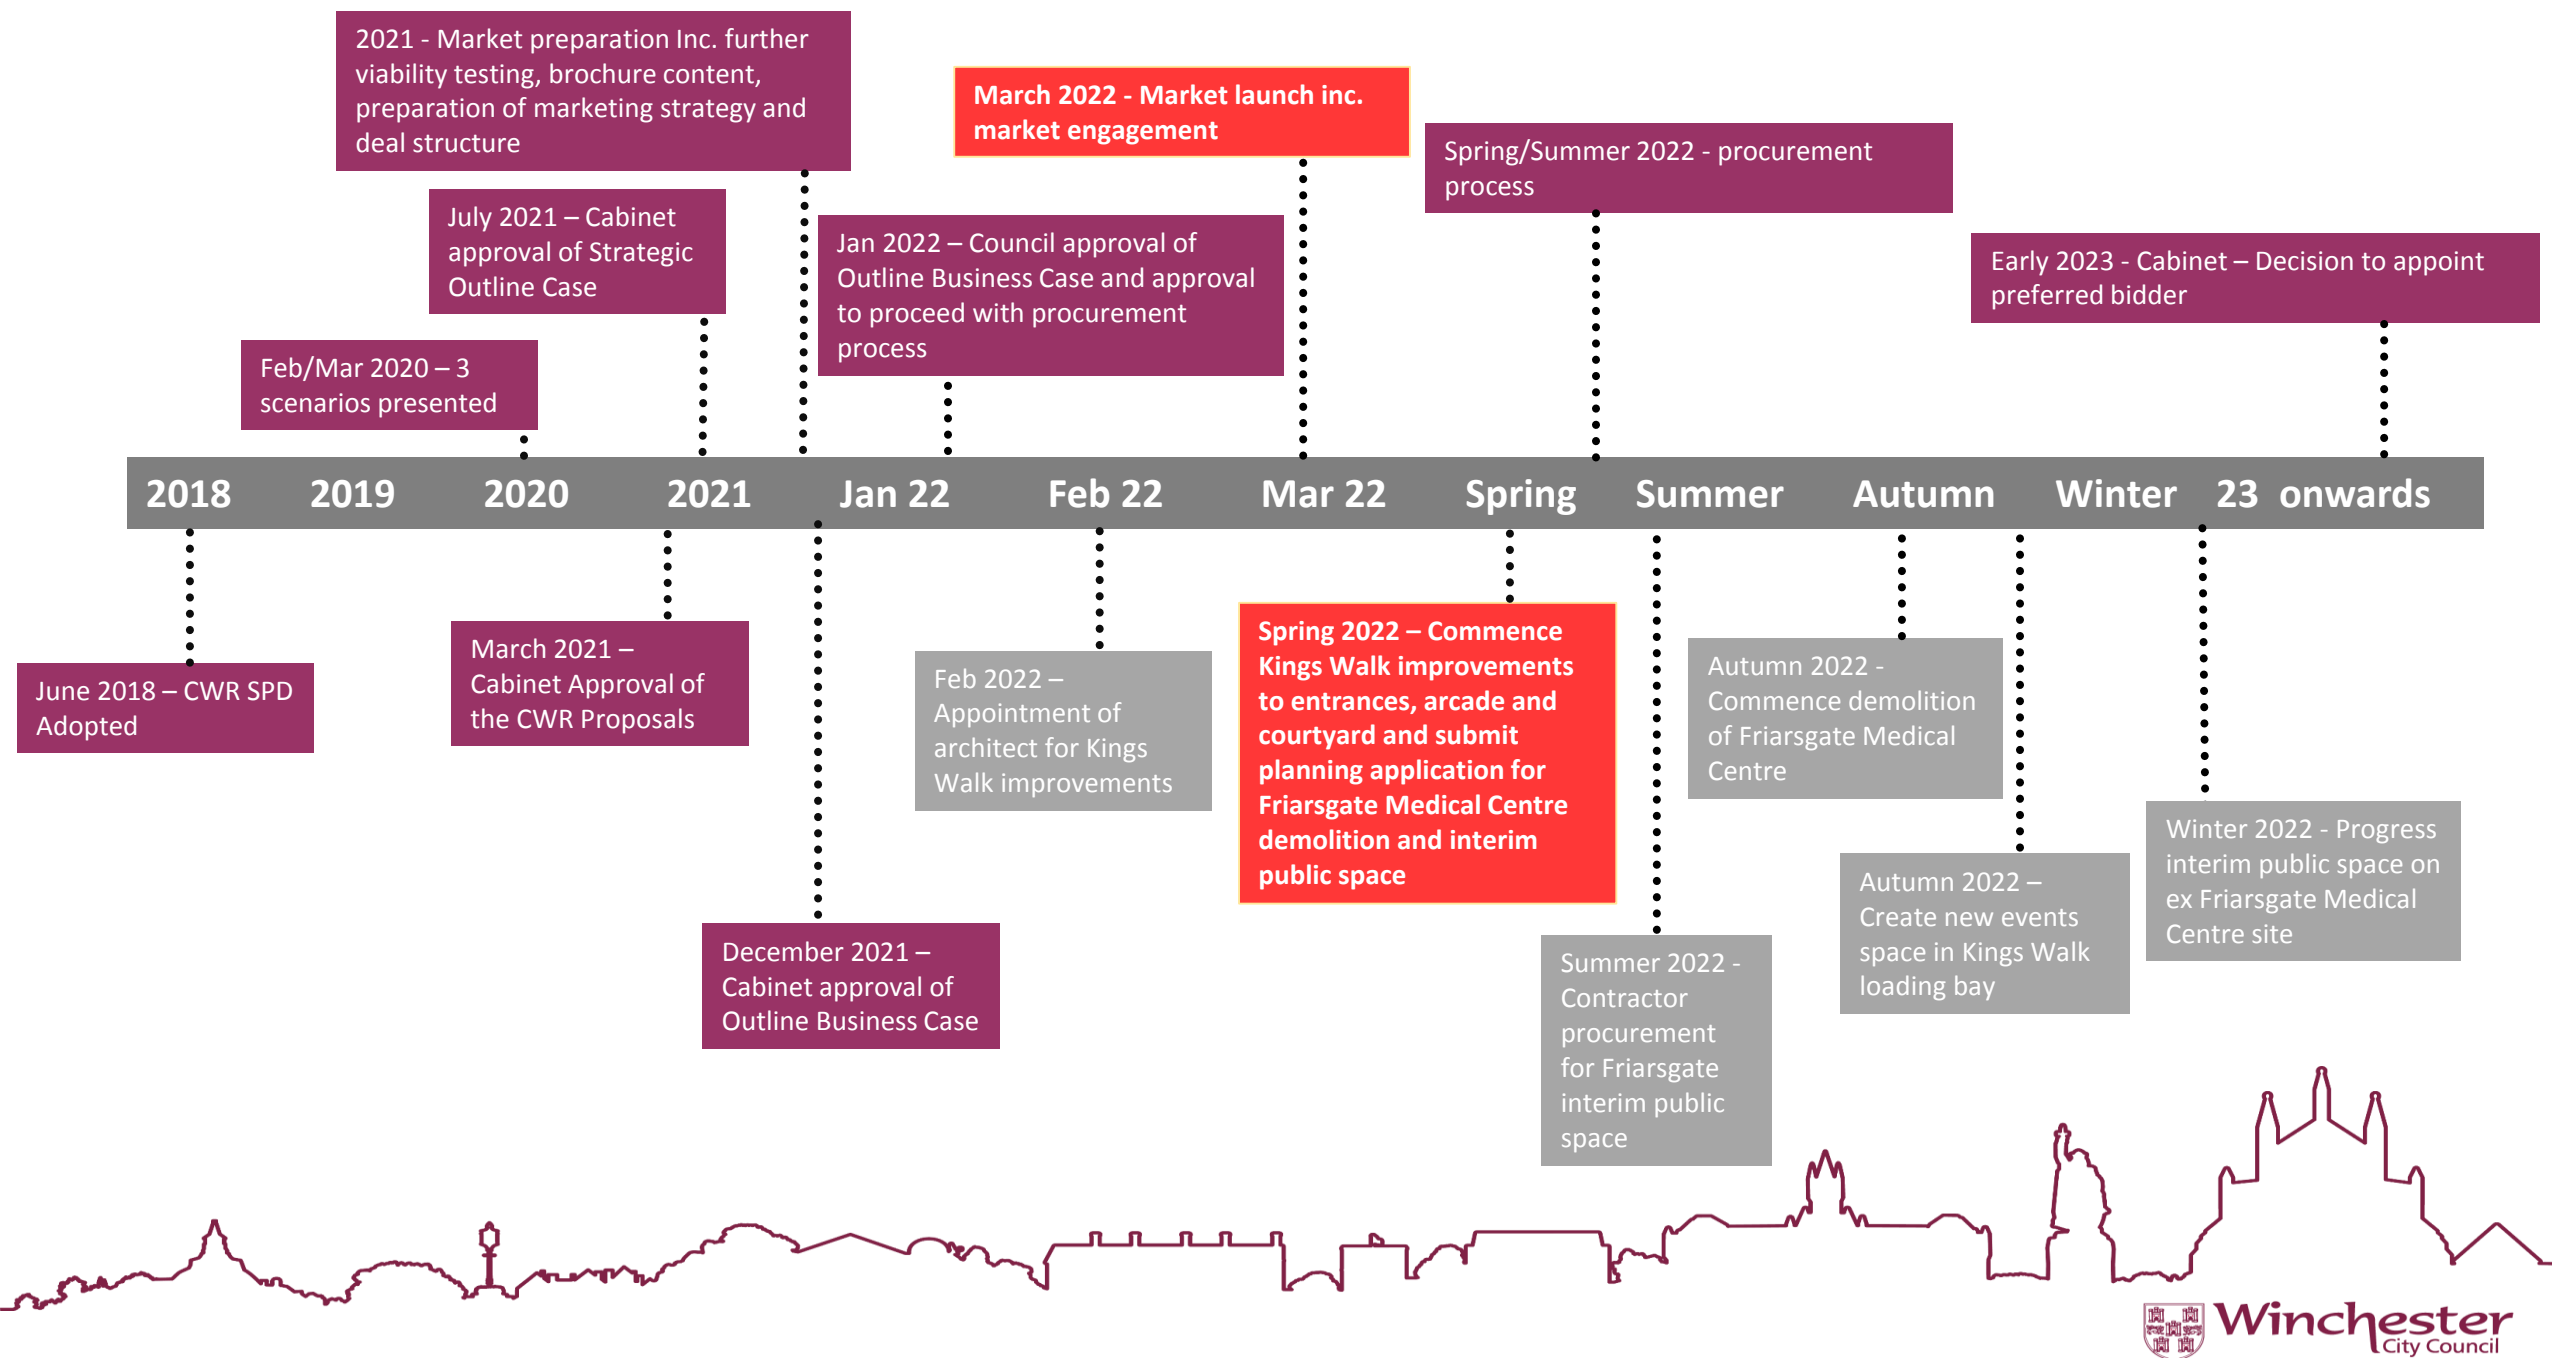 2021 - Market preparation Inc. further
viability testing, brochure content,
preparation of marketing strategy and
deal structure
March 2022 - Market launch inc.
market engagement
Spring/Summer 2022 - procurement
process
July 2021 – Cabinet
approval of Strategic
Outline Case
Jan 2022 – Council approval of
Outline Business Case and approval
to proceed with procurement
process
Early 2023 - Cabinet – Decision to appoint
preferred bidder
Feb/Mar 2020 – 3
scenarios presented
2018 2019 2020 2021 Jan 22 Feb 22 Mar 22 Spring Summer Autumn Winter 23 onwards
June 2018 – CWR SPD
Adopted
March 2021 –
Cabinet Approval of
the CWR Proposals
December 2021 –
Cabinet approval of
Outline Business Case
Feb 2022 –
Appointment of
architect for Kings
Walk improvements
Spring 2022 – Commence
Kings Walk improvements
to entrances, arcade and
courtyard and submit
planning application for
Friarsgate Medical Centre
demolition and interim
public space
Summer 2022 -
Contractor
procurement
for Friarsgate
interim public
space
Autumn 2022 -
Commence demolition
of Friarsgate Medical
Centre
Autumn 2022 –
Create new events
space in Kings Walk
loading bay
Winter 2022 - Progress
interim public space on
ex Friarsgate Medical
Centre site
Winchester
City Council